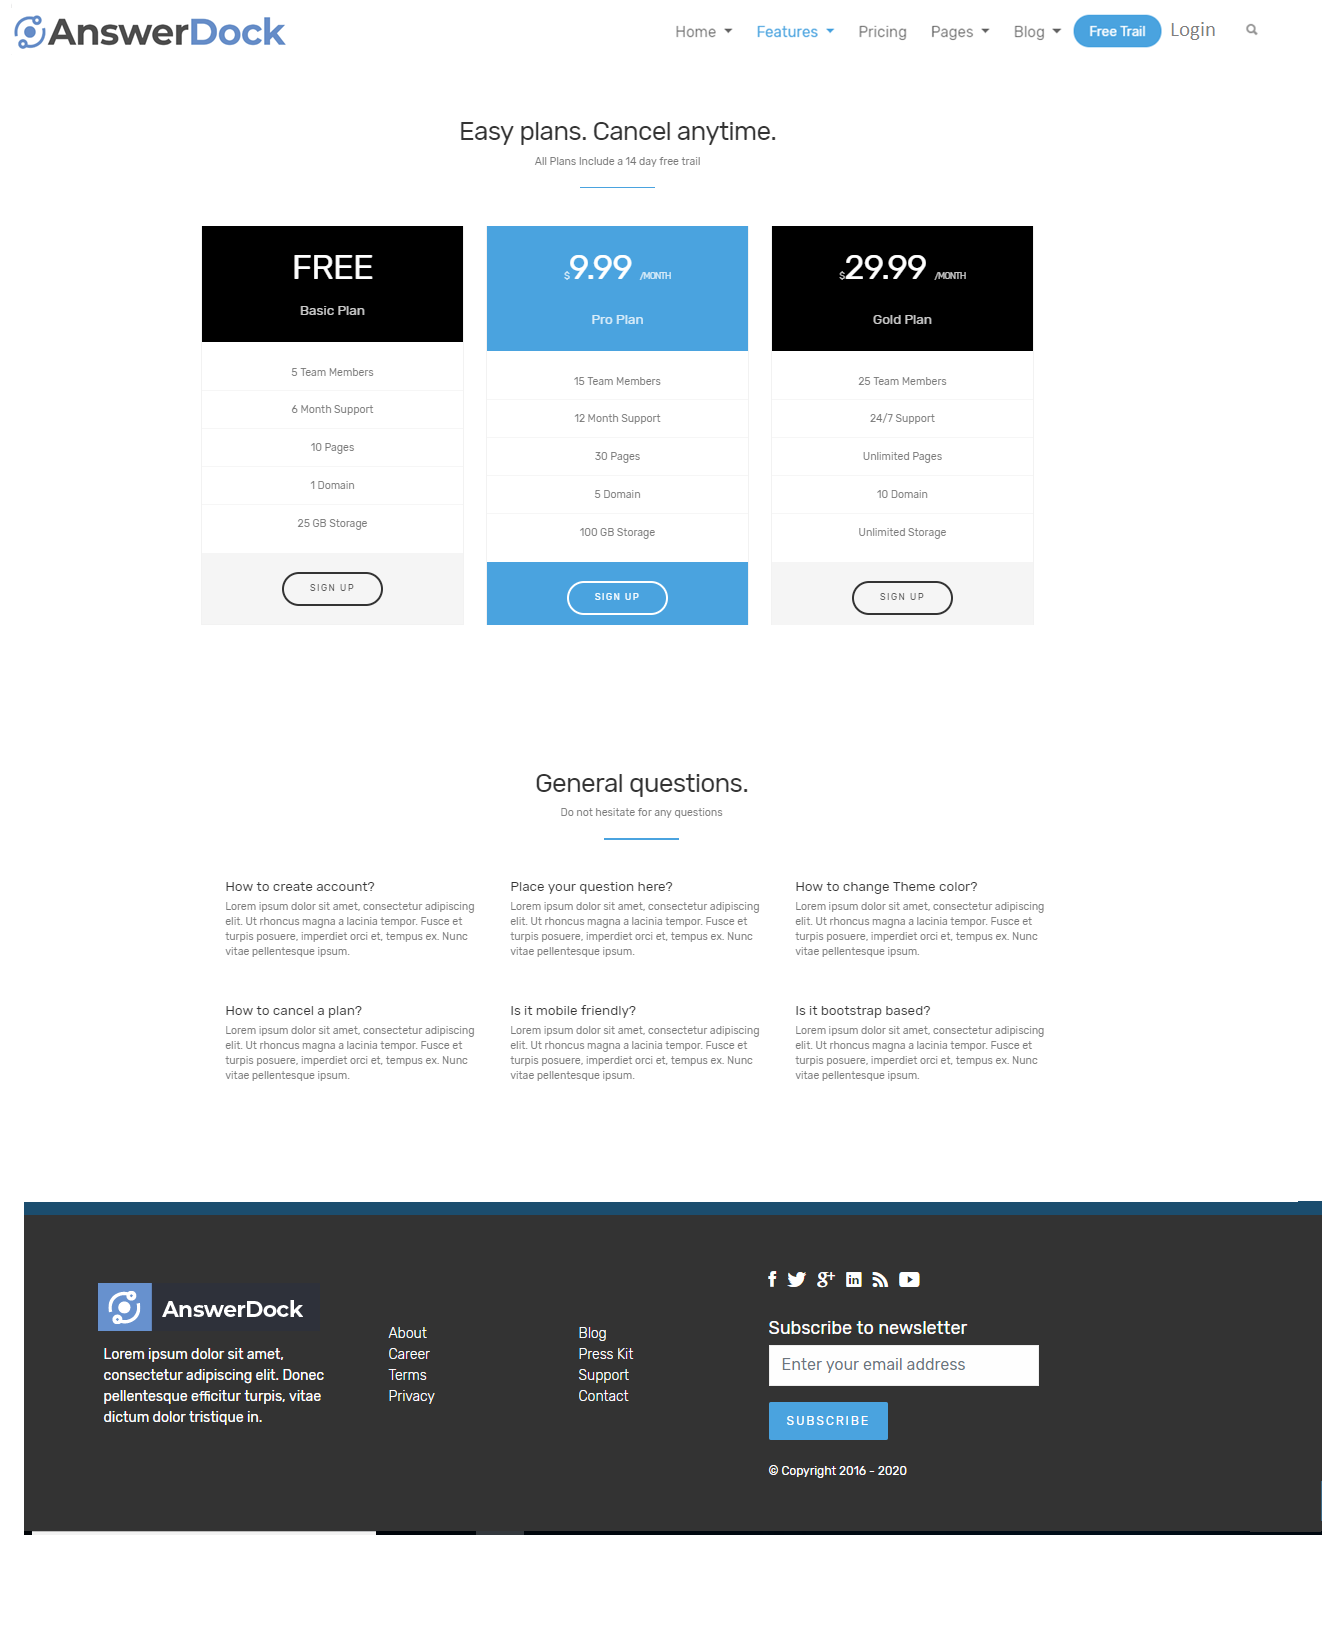 AnswerDock
Home Features Pricing Pages Blog Free Trail Login
Easy plans. Cancel anytime.
All Plans Include a 14 day free trail
FREE
Basic Plan
5 Team Members
6 Month Support
10 Pages
1 Domain
25 GB Storage
SIGN UP
$9.99 /MONTH
Pro Plan
15 Team Members
12 Month Support
30 Pages
5 Domain
100 GB Storage
SIGN UP
$29.99 /MONTH
Gold Plan
25 Team Members
24/7 Support
Unlimited Pages
10 Domain
Unlimited Storage
SIGN UP
General questions.
Do not hesitate for any questions
How to create account?
Lorem ipsum dolor sit amet, consectetur adipiscing
elit. Ut rhoncus magna a lacinia tempor. Fusce et
turpis posuere, imperdiet orci et, tempus ex. Nunc
vitae pellentesque ipsum.
Place your question here?
Lorem ipsum dolor sit amet, consectetur adipiscing
elit. Ut rhoncus magna a lacinia tempor. Fusce et
turpis posuere, imperdiet orci et, tempus ex. Nunc
vitae pellentesque ipsum.
How to change Theme color?
Lorem ipsum dolor sit amet, consectetur adipiscing
elit. Ut rhoncus magna a lacinia tempor. Fusce et
turpis posuere, imperdiet orci et, tempus ex. Nunc
vitae pellentesque ipsum.
How to cancel a plan?
Lorem ipsum dolor sit amet, consectetur adipiscing
elit. Ut rhoncus magna a lacinia tempor. Fusce et
turpis posuere, imperdiet orci et, tempus ex. Nunc
vitae pellentesque ipsum.
Is it mobile friendly?
Lorem ipsum dolor sit amet, consectetur adipiscing
elit. Ut rhoncus magna a lacinia tempor. Fusce et
turpis posuere, imperdiet orci et, tempus ex. Nunc
vitae pellentesque ipsum.
Is it bootstrap based?
Lorem ipsum dolor sit amet, consectetur adipiscing
elit. Ut rhoncus magna a lacinia tempor. Fusce et
turpis posuere, imperdiet orci et, tempus ex. Nunc
vitae pellentesque ipsum.
AnswerDock
Lorem ipsum dolor sit amet,
consectetur adipiscing elit. Donec
pellentesque efficitur turpis, vitae
dictum dolor tristique in.
About
Career
Terms
Privacy
Blog
Press Kit
Support
Contact
Subscribe to newsletter
Enter your email address
SUBSCRIBE
© Copyright 2016 - 2020